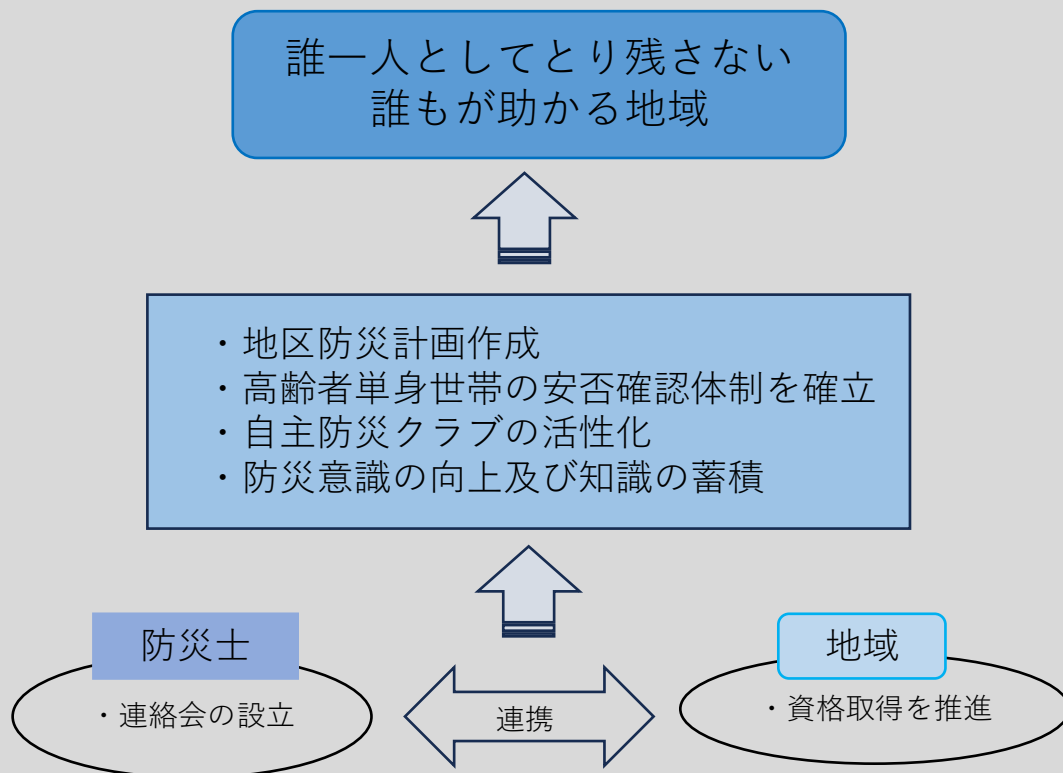 誰一人としてとり残さない
誰もが助かる地域
・地区防災計画作成
・高齢者単身世帯の安否確認体制を確立
・自主防災クラブの活性化
・防災意識の向上及び知識の蓄積
防災士
・連絡会の設立
連携
地域
・資格取得を推進